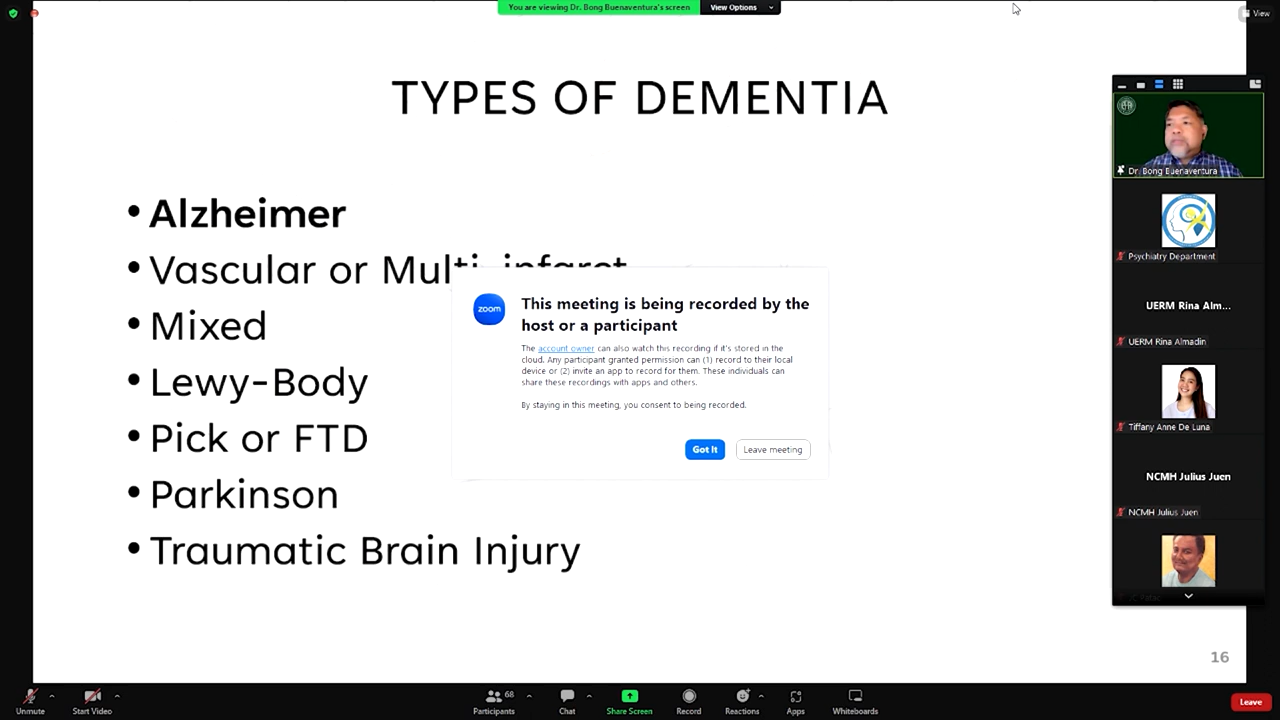 You are viewing Dr. Bong Buenaventura's screen
View Options
View
TYPES OF DEMENTIA
• Alzheimer
• Vascular or Multi-infarct
• Mixed
• Lewy-Body
• Pick or FTD
• Parkinson
• Traumatic Brain Injury
zoom
This meeting is being recorded by the
host or a participant
The account owner can also watch this recording if it's stored in the
cloud. Any participant granted permission can (1) record to their local
device or (2) invite an app to record for them. These individuals can
share these recordings with apps and others.
By staying in this meeting, you consent to being recorded.
Got it
Leave meeting
Dr. Bong Buenaventura
Psychiatry Department
UERM Rina Alm...
UERM Rina Almadin
Tiffany Anne De Luna
NCMH Julius Juen
NCMH Julius Juen
16
Unmute
Start Video
68
Participants
Chat
Share Screen
Record
Reactions
Apps
Whiteboards
Leave